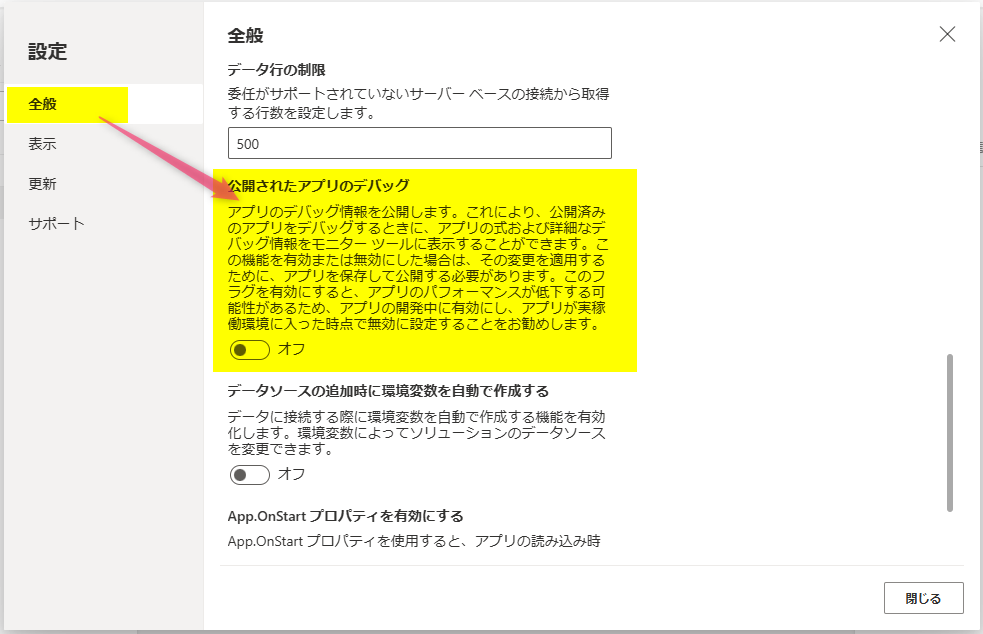 設定
全般
表示
更新
サポート
全般
データ行の制限
委任がサポートされていないサーバー ベースの接続から取得
する行数を設定します。
500
公開されたアプリのデバッグ
アプリのデバッグ情報を公開します。これにより、公開済み
のアプリをデバッグするときに、アプリの式および詳細なデ
バッグ情報をモニター ツールに表示することができます。こ
の機能を有効または無効にした場合は、その変更を適用する
ために、アプリを保存して公開する必要があります。このフ
ラグを有効にすると、アプリのパフォーマンスが低下する可
能性があるため、アプリの開発中に有効にし、アプリが実稼
働環境に入った時点で無効に設定することをお勧めします。
オフ
データソースの追加時に環境変数を自動で作成する
データに接続する際に環境変数を自動で作成する機能を有効
化します。環境変数によってソリューションのデータソース
を変更できます。
オフ
App.OnStart プロパティを有効にする
App.OnStart プロパティを使用すると、アプリの読み込み時
閉じる